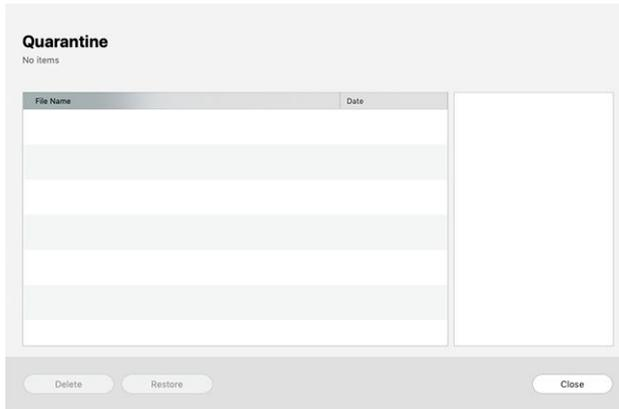 Quarantine
No items
File Name Date
Delete Restore Close